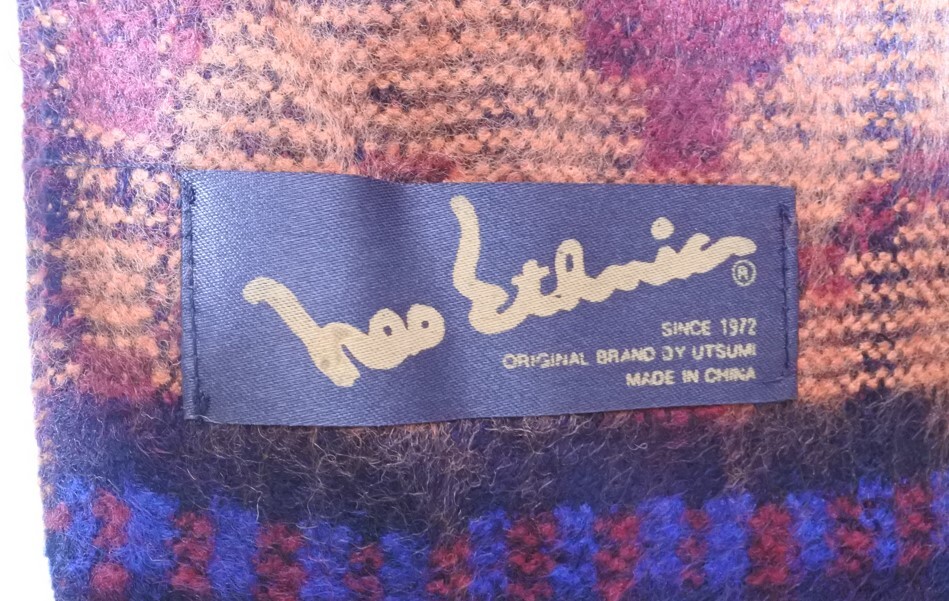 Neo Ethnic ®
SINCE 1972
ORIGINAL BRAND BY UTSUMI
MADE IN CHINA